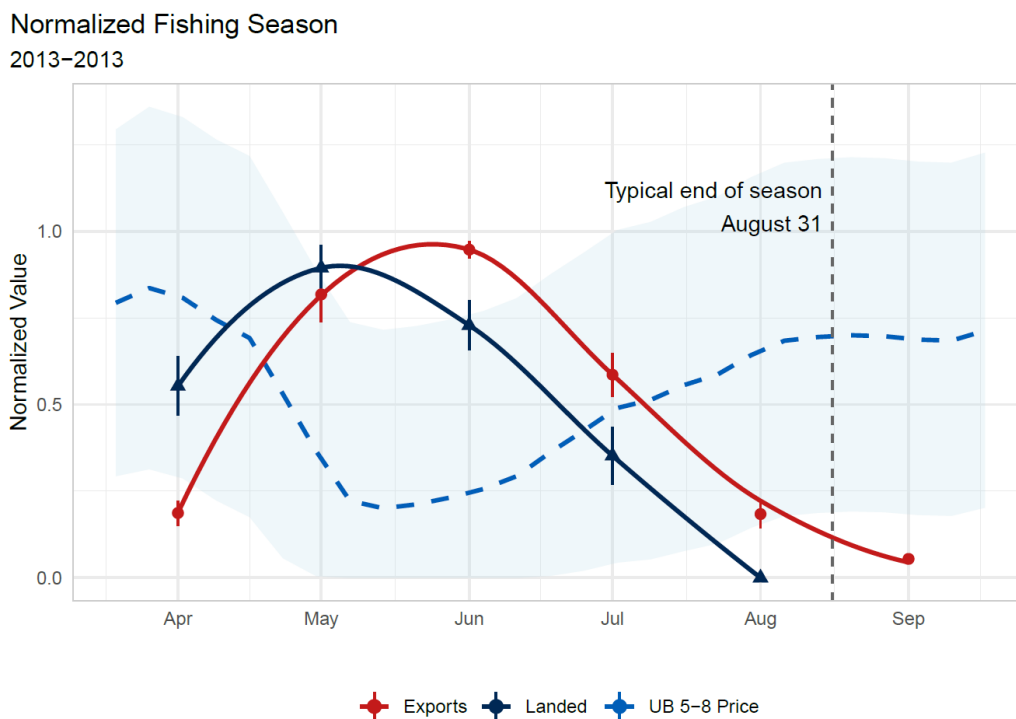 Normalized Fishing Season
2013−2013
Normalized Value
1.0
0.5
0.0
Typical end of season
August 31
Apr May Jun Jul Aug Sep
Exports Landed UB 5−8 Price